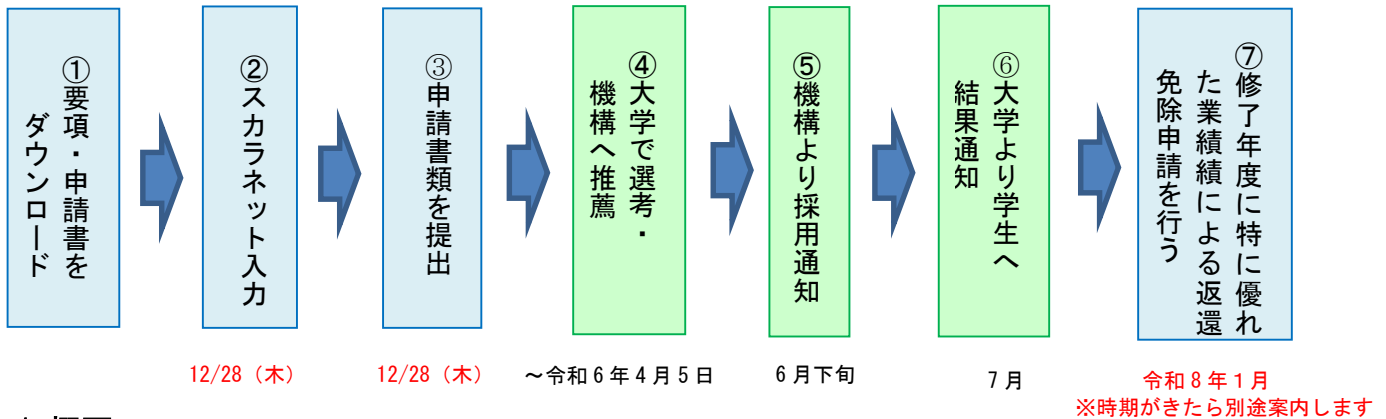 ①要項・申請書を
ダウンロード
②スカラネット入力
③申請書類を提出
④大学で選考・
機構へ推薦
⑤機構より採用通知
⑥大学より学生へ
結果通知
⑦修了年度に特に優れ
た業績績による返還
免除申請を行う
12/28（木）
12/28（木）
～令和6年4月5日
6月下旬
7月
令和8年1月
※時期がきたら別途案内します